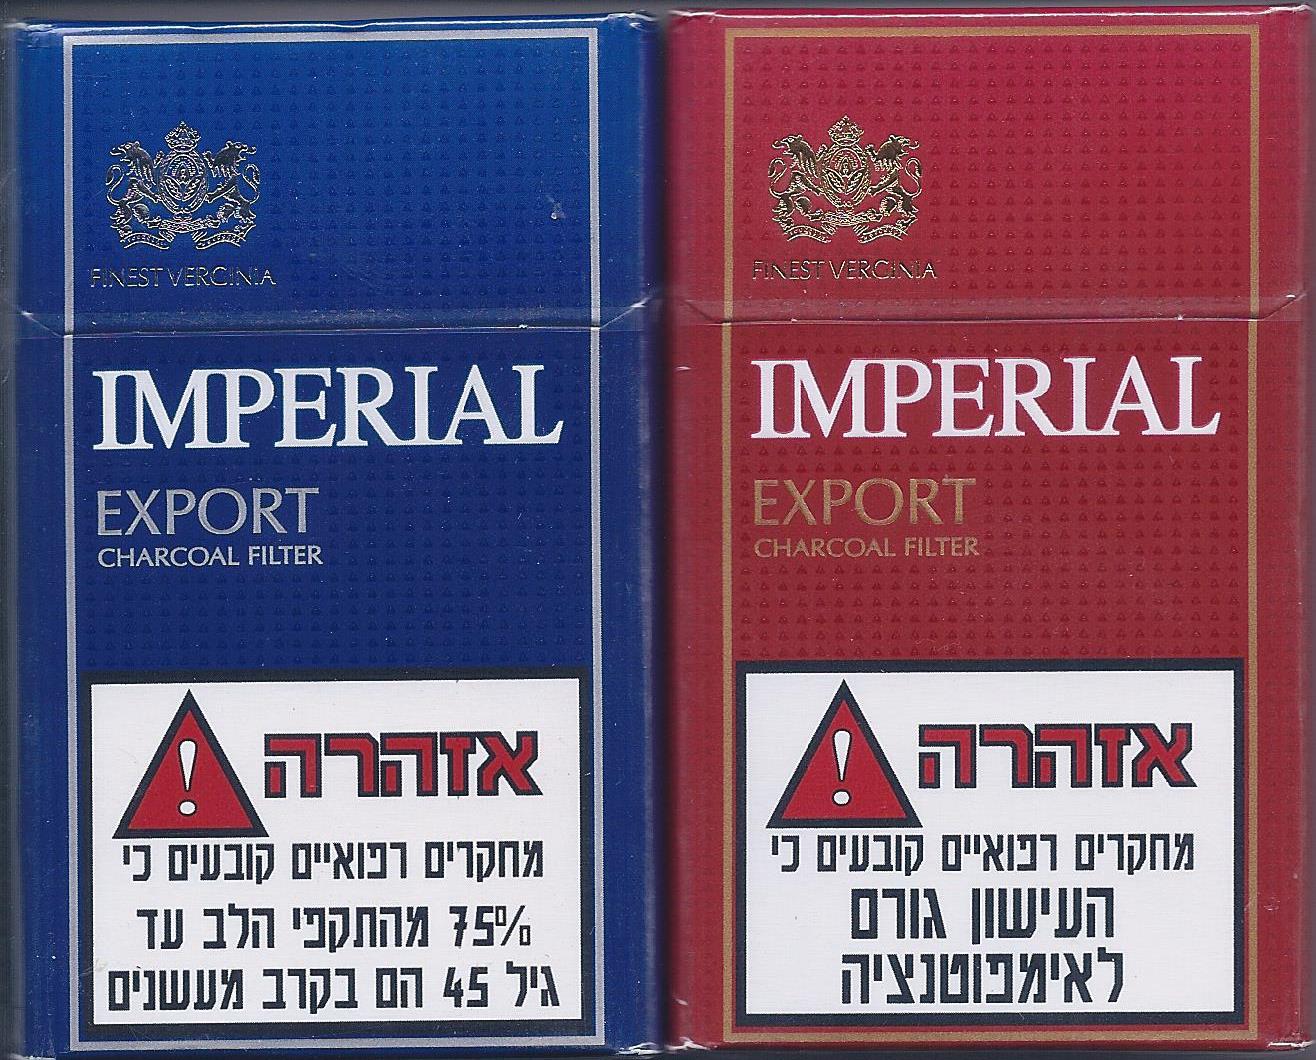 FINEST VERGINIA
IMPERIAL
EXPORT
CHARCOAL FILTER
אזהרה
מחקרים רפואיים קובעים כי
75% מהתקפי הלב עד
גיל 45 הם בקרב מעשנים
FINEST VERGINIA
IMPERIAL
EXPORT
CHARCOAL FILTER
אזהרה
מחקרים רפואיים קובעים כי
העישון גורם
לאימפוטנציה